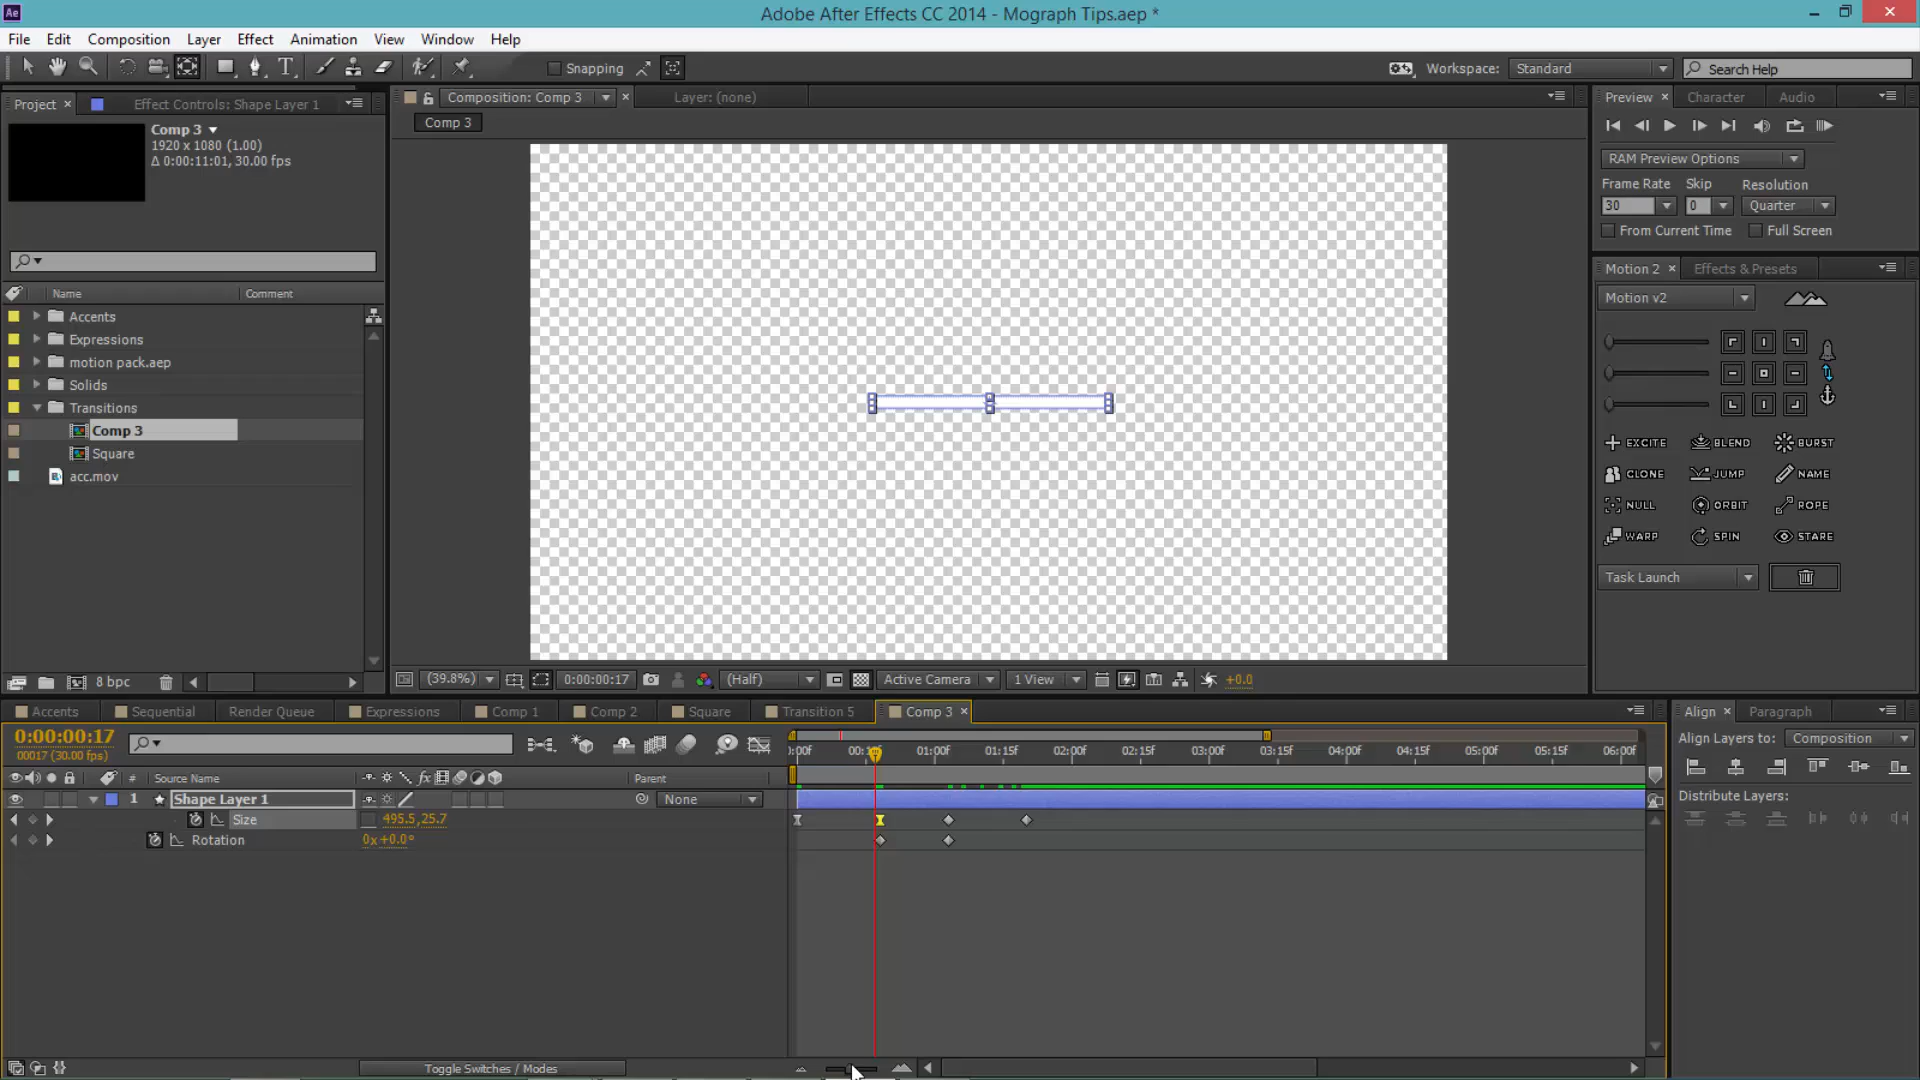 Ae
Adobe After Effects CC 2014 - Mograph Tips.aep *
File Edit Composition Layer Effect Animation View Window Help
Snapping
Workspace: Standard
Search Help
Project × Effect Controls: Shape Layer 1
Comp 3
1920 x 1080 (1.00)
Δ 0:00:11:01, 30.00 fps
Name Comment
Accents
Expressions
motion pack.aep
Solids
Transitions
Comp 3
Square
acc.mov
8 bpc
Composition: Comp 3 × Layer: (none)
Comp 3
(39.8%) 0:00:00:17 (Half) Active Camera 1 View +0.0
Preview × Character Audio
RAM Preview Options
Frame Rate Skip Resolution
30 0 Quarter
From Current Time Full Screen
Motion 2 × Effects & Presets
Motion v2
EXCITE BLEND BURST
CLONE JUMP NAME
NULL ORBIT ROPE
WARP SPIN STARE
Task Launch
Accents Sequential Render Queue Expressions Comp 1 Comp 2 Square Transition 5 Comp 3 ×
0:00:00:17
00017 (30.00 fps)
# Source Name fx Parent
1 Shape Layer 1 None
Size 495.5,25.7
Rotation 0x+0.0°
01:00f 01:15f 02:00f 02:15f 03:00f 03:15f 04:00f 04:15f 05:00f 05:15f 06:00f
Toggle Switches / Modes
Align × Paragraph
Align Layers to: Composition
Distribute Layers: